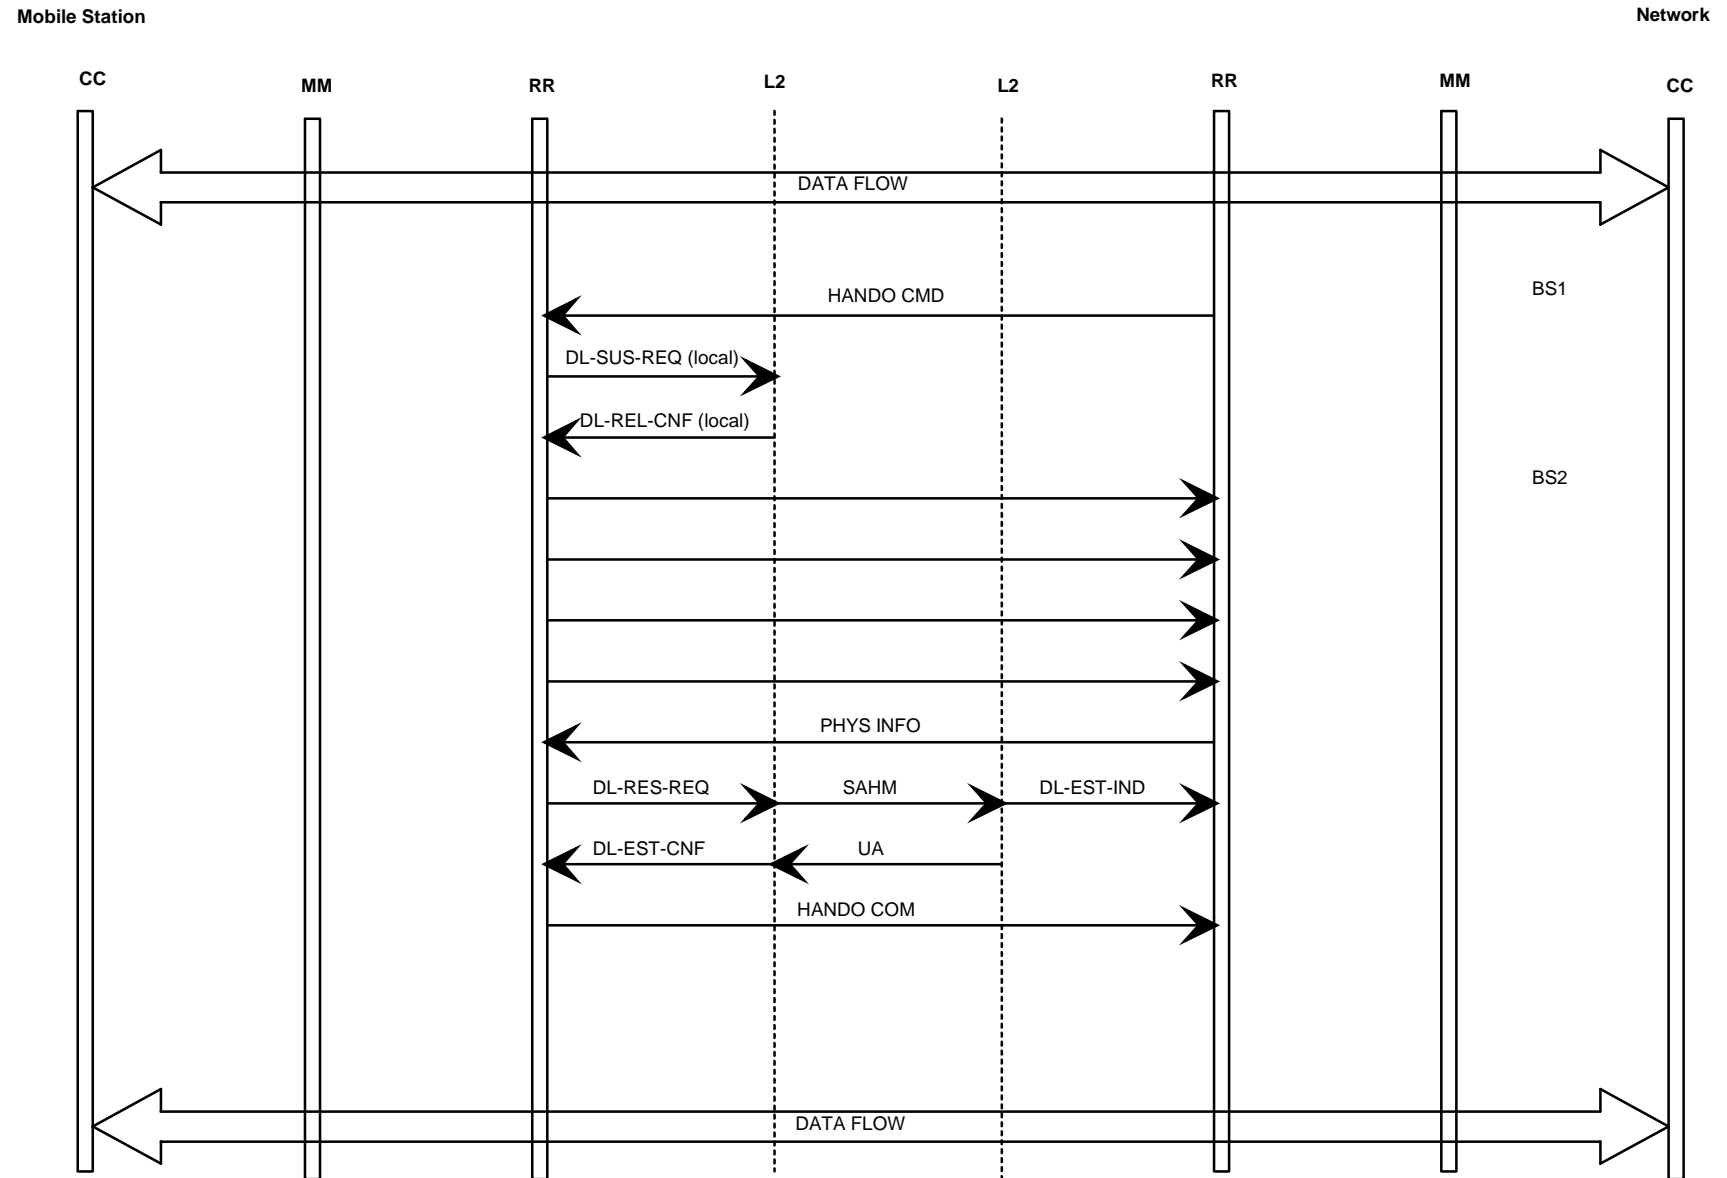 Mobile Station
Network
CC
MM
RR
L2
L2
RR
MM
CC
DATA FLOW
BS1
HANDO CMD
DL-SUS-REQ (local)
DL-REL-CNF (local)
BS2
PHYS INFO
DL-RES-REQ
SAHM
DL-EST-IND
DL-EST-CNF
UA
HANDO COM
DATA FLOW